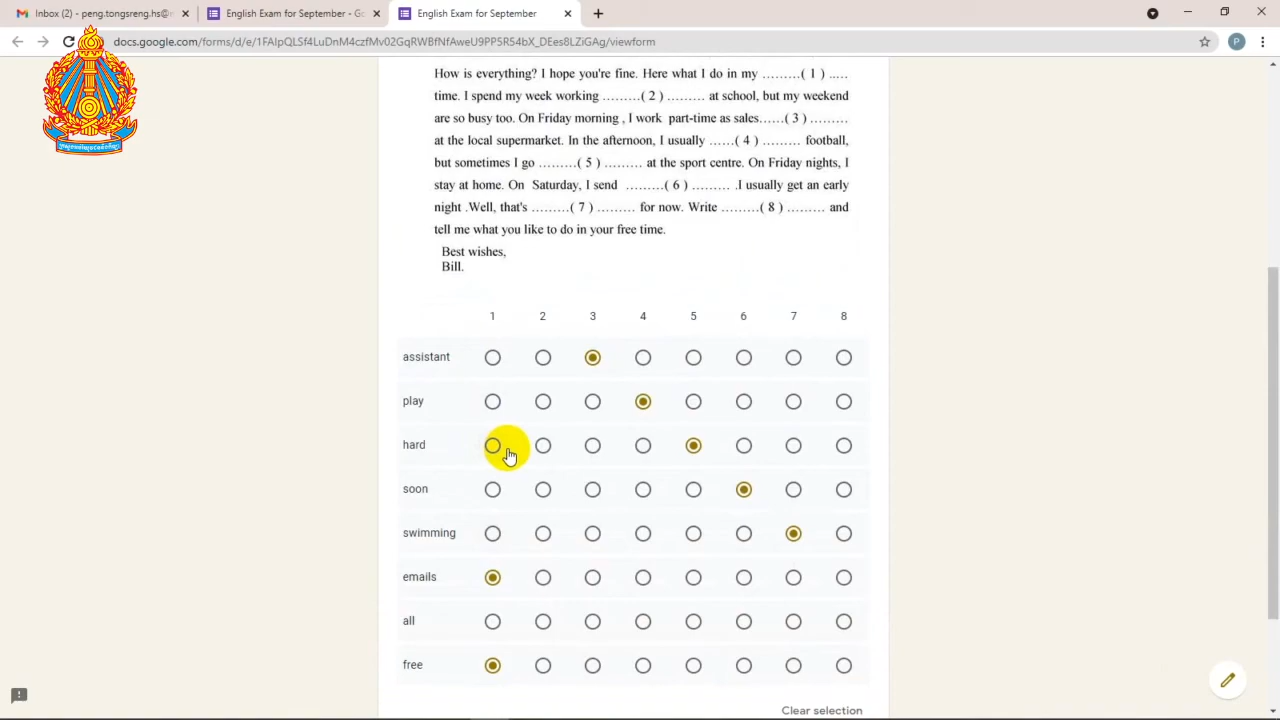 Inbox (2) - peng.tongsreng.hs@
English Exam for September - Go
English Exam for September
docs.google.com/forms/d/e/1FAIpQLSf4LuDnM4czfMv02GqRWBfNfAweU9PPSR54bX_DEes8LZiGAg/viewform
P
How is everything? I hope you're fine. Here what I do in my ………( 1 ) …..
time. I spend my week working ………( 2 ) ……… at school, but my weekend
are so busy too. On Friday morning , I work part-time as sales……( 3 ) ………
at the local supermarket. In the afternoon, I usually ……( 4 ) ……… football,
but sometimes I go ………( 5 ) ……… at the sport centre. On Friday nights, I
stay at home. On Saturday, I send ………( 6 ) ……… .I usually get an early
night .Well, that's ………( 7 ) ……… for now. Write ………( 8 ) ……… and
tell me what you like to do in your free time.
Best wishes,
Bill.
1 2 3 4 5 6 7 8
assistant
play
hard
soon
swimming
emails
all
free
Clear selection